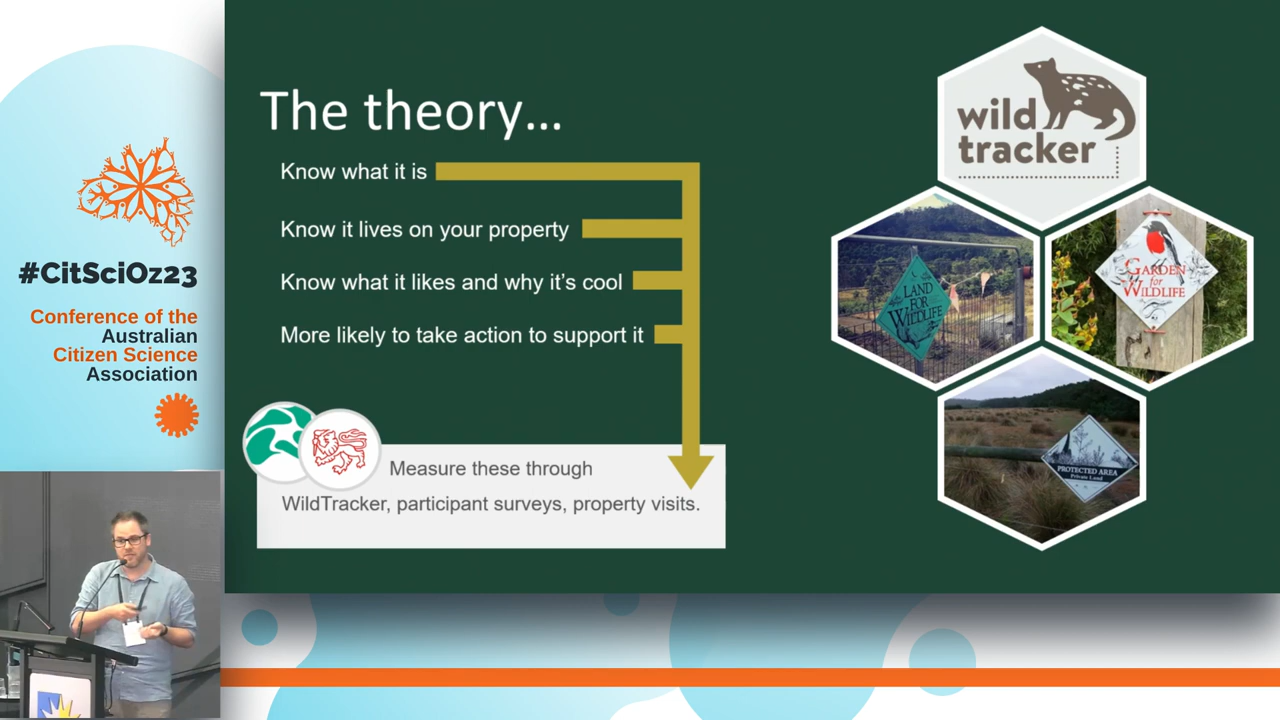 #CitSciOz23
Conference of the
Australian
Citizen Science
Association
The theory...
Know what it is
Know it lives on your property
Know what it likes and why it's cool
More likely to take action to support it
Measure these through
WildTracker, participant surveys, property visits.
wild
tracker
LAND
FOR
WILDLIFE
GARDEN
for
WILDLIFE
PROTECTED AREA
Private Land